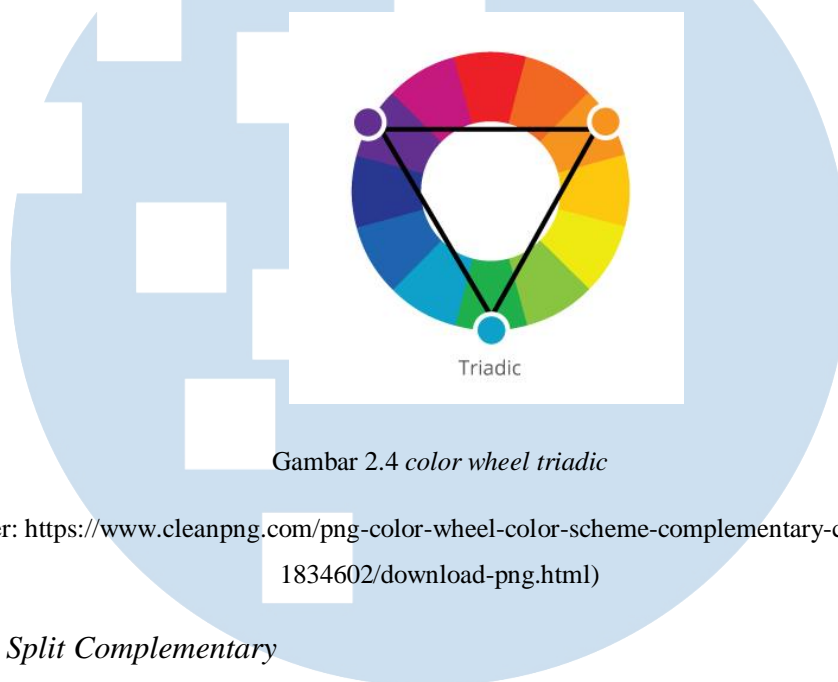 Triadic
Gambar 2.4 color wheel triadic
https://www.cleanpng.com/png-color-wheel-color-scheme-complementary-
1834602/download-png.html)
Split Complementary